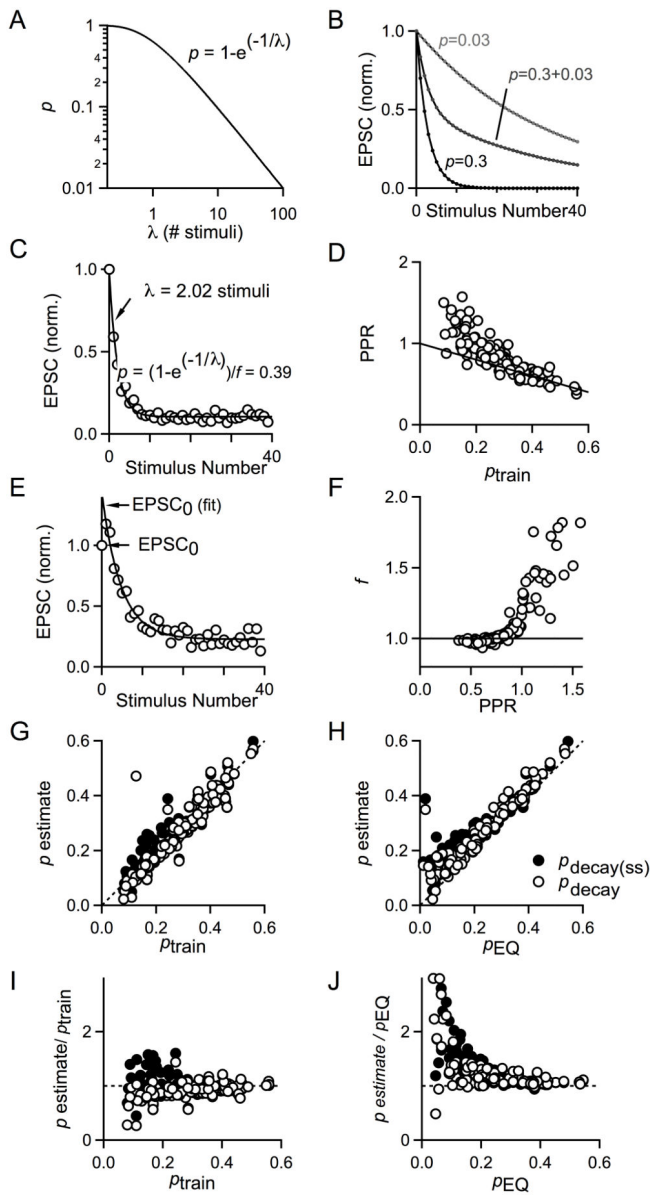 A
1
6
4
2
0.1
6
4
2
0.01
p
p = 1-e(-1/λ)
1
10
100
λ (# stimuli)
B
1.0
0.5
0.0
EPSC (norm.)
p=0.03
p=0.3+0.03
p=0.3
0
Stimulus Number
40
C
1.0
0.5
0.0
EPSC (norm.)
λ = 2.02 stimuli
p = (1-e(-1/λ))/f = 0.39
0
40
Stimulus Number
D
2
1
0
PPR
0.0
0.2
0.4
0.6
ptrain
E
1.0
0.5
0.0
EPSC (norm.)
EPSC0 (fit)
EPSC0
0
40
Stimulus Number
F
2.0
1.5
1.0
f
0.0
0.5
1.0
1.5
PPR
G
0.6
0.4
0.2
0.0
p estimate
0.0
0.2
0.4
0.6
ptrain
H
0.6
0.4
0.2
0.0
p estimate
pdecay(ss)
pdecay
0.0
0.2
0.4
0.6
pEQ
I
2
1
0
p estimate/ ptrain
0.0
0.2
0.4
0.6
ptrain
J
2
1
0
p estimate / pEQ
0.0
0.2
0.4
0.6
pEQ